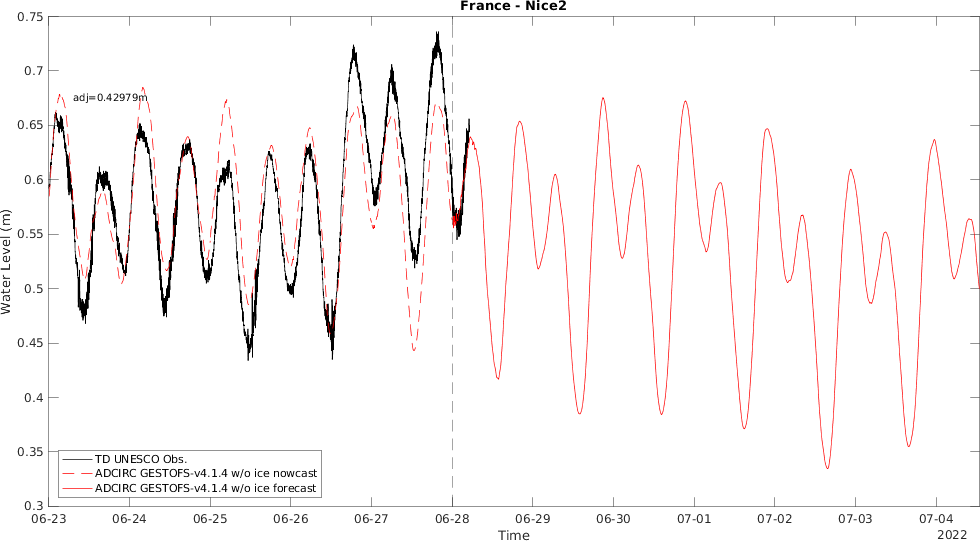 France - Nice2
0.75
0.7
0.65
0.6
0.55
0.5
0.45
0.4
0.35
0.3
Water Level (m)
adj=0.42979m
TD UNESCO Obs.
ADCIRC GESTOFS-v4.1.4 w/o ice nowcast
ADCIRC GESTOFS-v4.1.4 w/o ice forecast
06-23 06-24 06-25 06-26 06-27 06-28 06-29 06-30 07-01 07-02 07-03 07-04
Time
2022